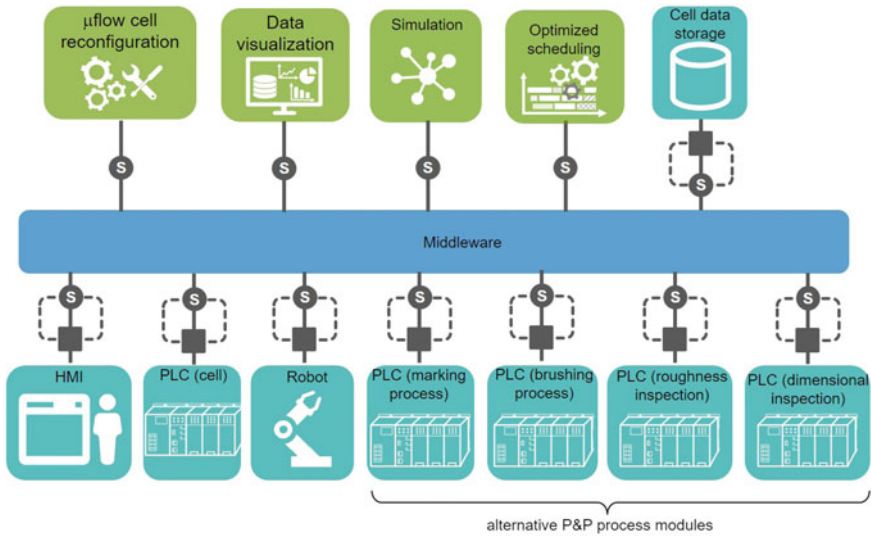 μflow cell
reconfiguration
Data
visualization
Simulation
Optimized
scheduling
Cell data
storage
S
S
S
S
S
Middleware
S
S
S
S
S
S
S
HMI
PLC (cell)
Robot
PLC (marking
process)
PLC (brushing
process)
PLC (roughness
inspection)
PLC (dimensional
inspection)
alternative P&P process modules